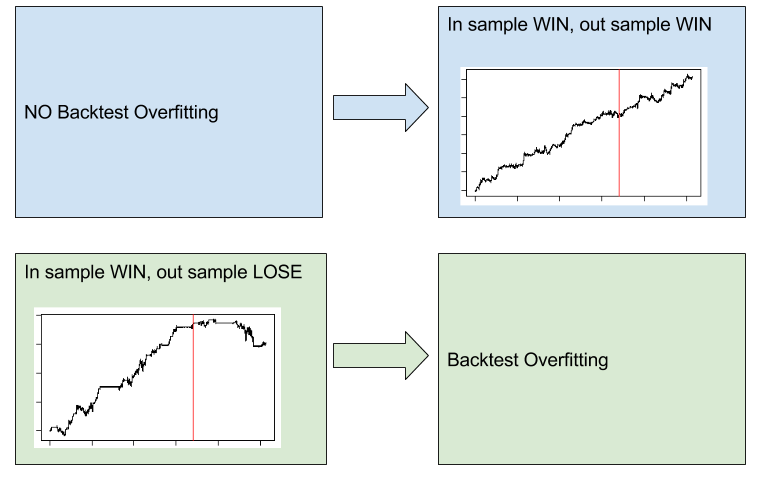 NO Backtest Overfitting
In sample WIN, out sample WIN
In sample WIN, out sample LOSE
Backtest Overfitting